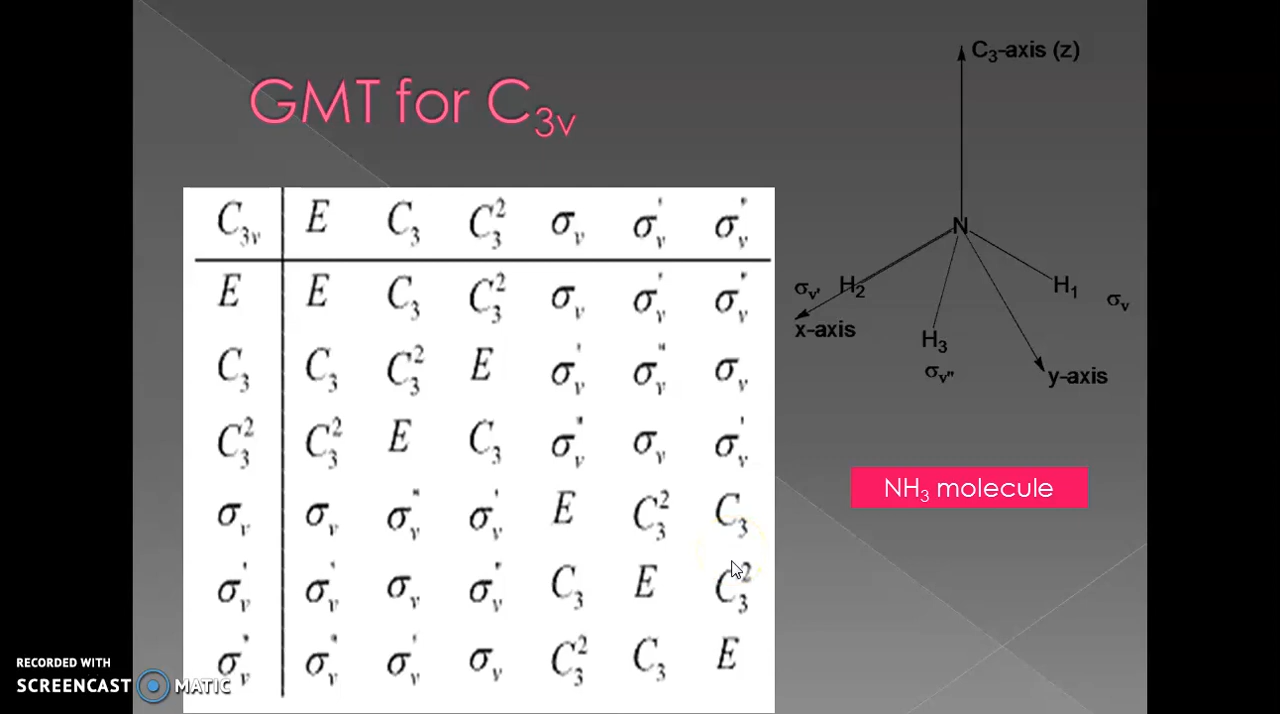 GMT for C3v
C3v E C3 C3² σv σv' σv"
E E C3 C3² σv σv' σv"
C3 C3 C3² E σv' σv" σv
C3² C3² E C3 σv" σv σv'
σv σv σv" σv' E C3² C3
σv' σv' σv σv" C3 E C3²
σv" σv" σv' σv C3² C3 E
C3-axis (z)
N
σv' H2
H1
σv
x-axis
H3
σv"
y-axis
NH3 molecule
RECORDED WITH
SCREENCAST MATIC